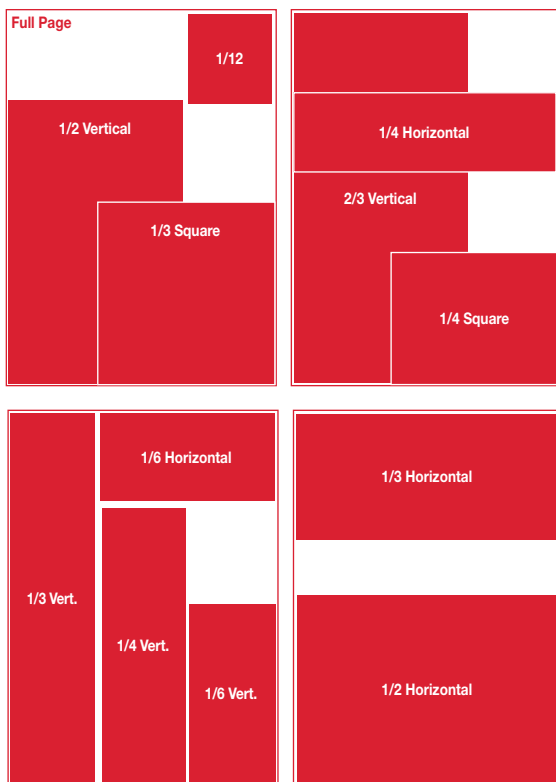 Full Page
1/12
1/2 Vertical
1/3 Square
1/4 Horizontal
2/3 Vertical
1/4 Square
1/3 Vert.
1/6 Horizontal
1/4 Vert.
1/6 Vert.
1/3 Horizontal
1/2 Horizontal